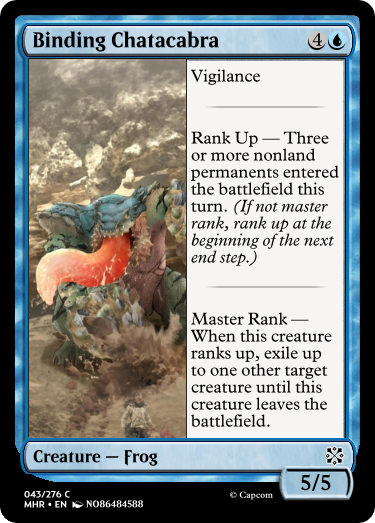 Binding Chatacabra 4
Vigilance
Rank Up — Three
or more nonland
permanents entered
the battlefield this
turn. (If not master
rank, rank up at the
beginning of the next
end step.)
Master Rank —
When this creature
ranks up, exile up
to one other target
creature until this
creature leaves the
battlefield.
Creature — Frog
5/5
043/276 C
MHR • EN NO86484588
© Capcom